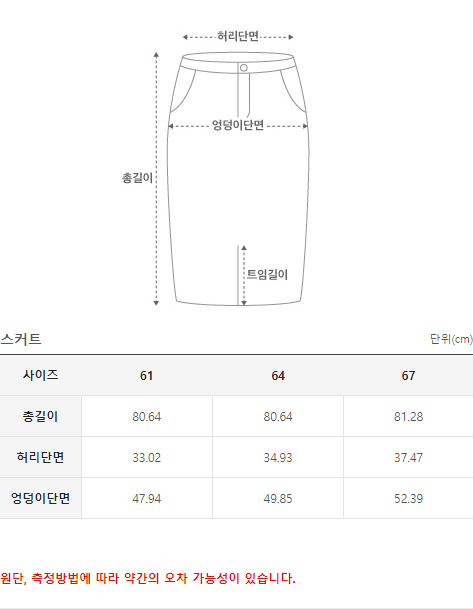 허리단면
엉덩이단면
총길이
트임길이
스커트 단위(cm)
사이즈 61 64 67
총길이 80.64 80.64 81.28
허리단면 33.02 34.93 37.47
엉덩이단면 47.94 49.85 52.39
원단, 측정방법에 따라 약간의 오차 가능성이 있습니다.